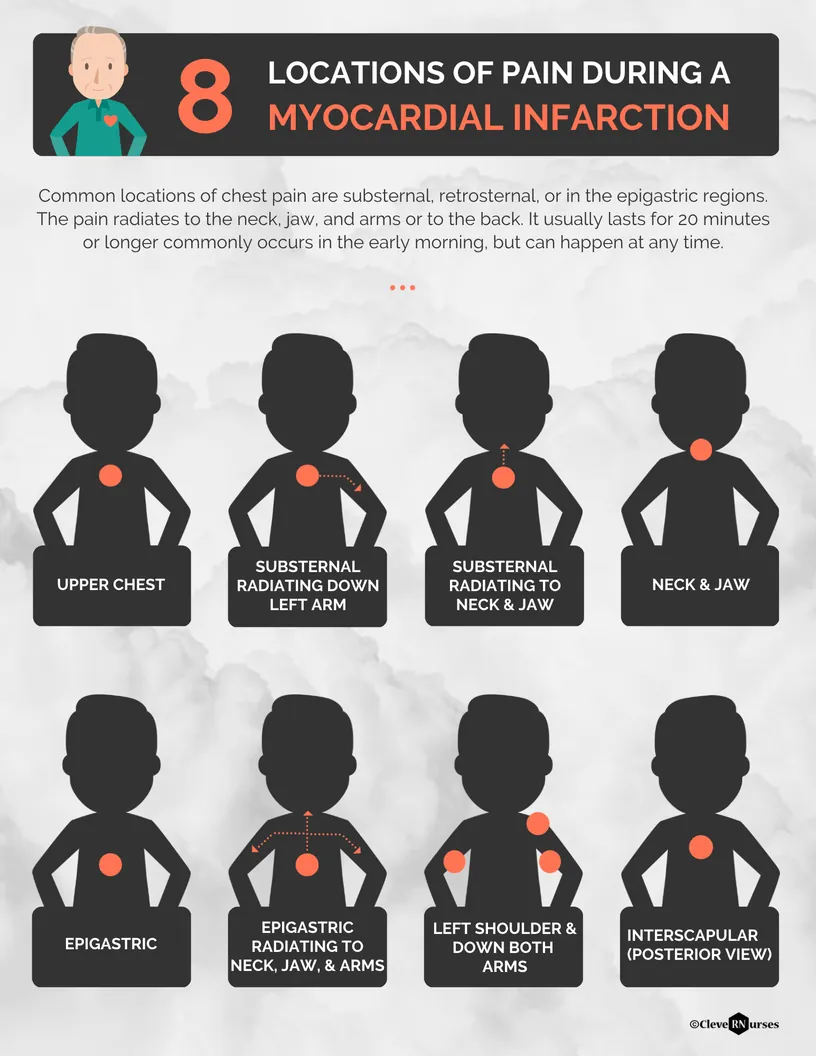 8
LOCATIONS OF PAIN DURING A
MYOCARDIAL INFARCTION
Common locations of chest pain are substernal, retrosternal, or in the epigastric regions.
The pain radiates to the neck, jaw, and arms or to the back. It usually lasts for 20 minutes
or longer commonly occurs in the early morning, but can happen at any time.
UPPER CHEST
SUBSTERNAL
RADIATING DOWN
LEFT ARM
SUBSTERNAL
RADIATING TO
NECK & JAW
NECK & JAW
EPIGASTRIC
EPIGASTRIC
RADIATING TO
NECK, JAW, & ARMS
LEFT SHOULDER &
DOWN BOTH
ARMS
INTERSCAPULAR
(POSTERIOR VIEW)
©CleveRNurses